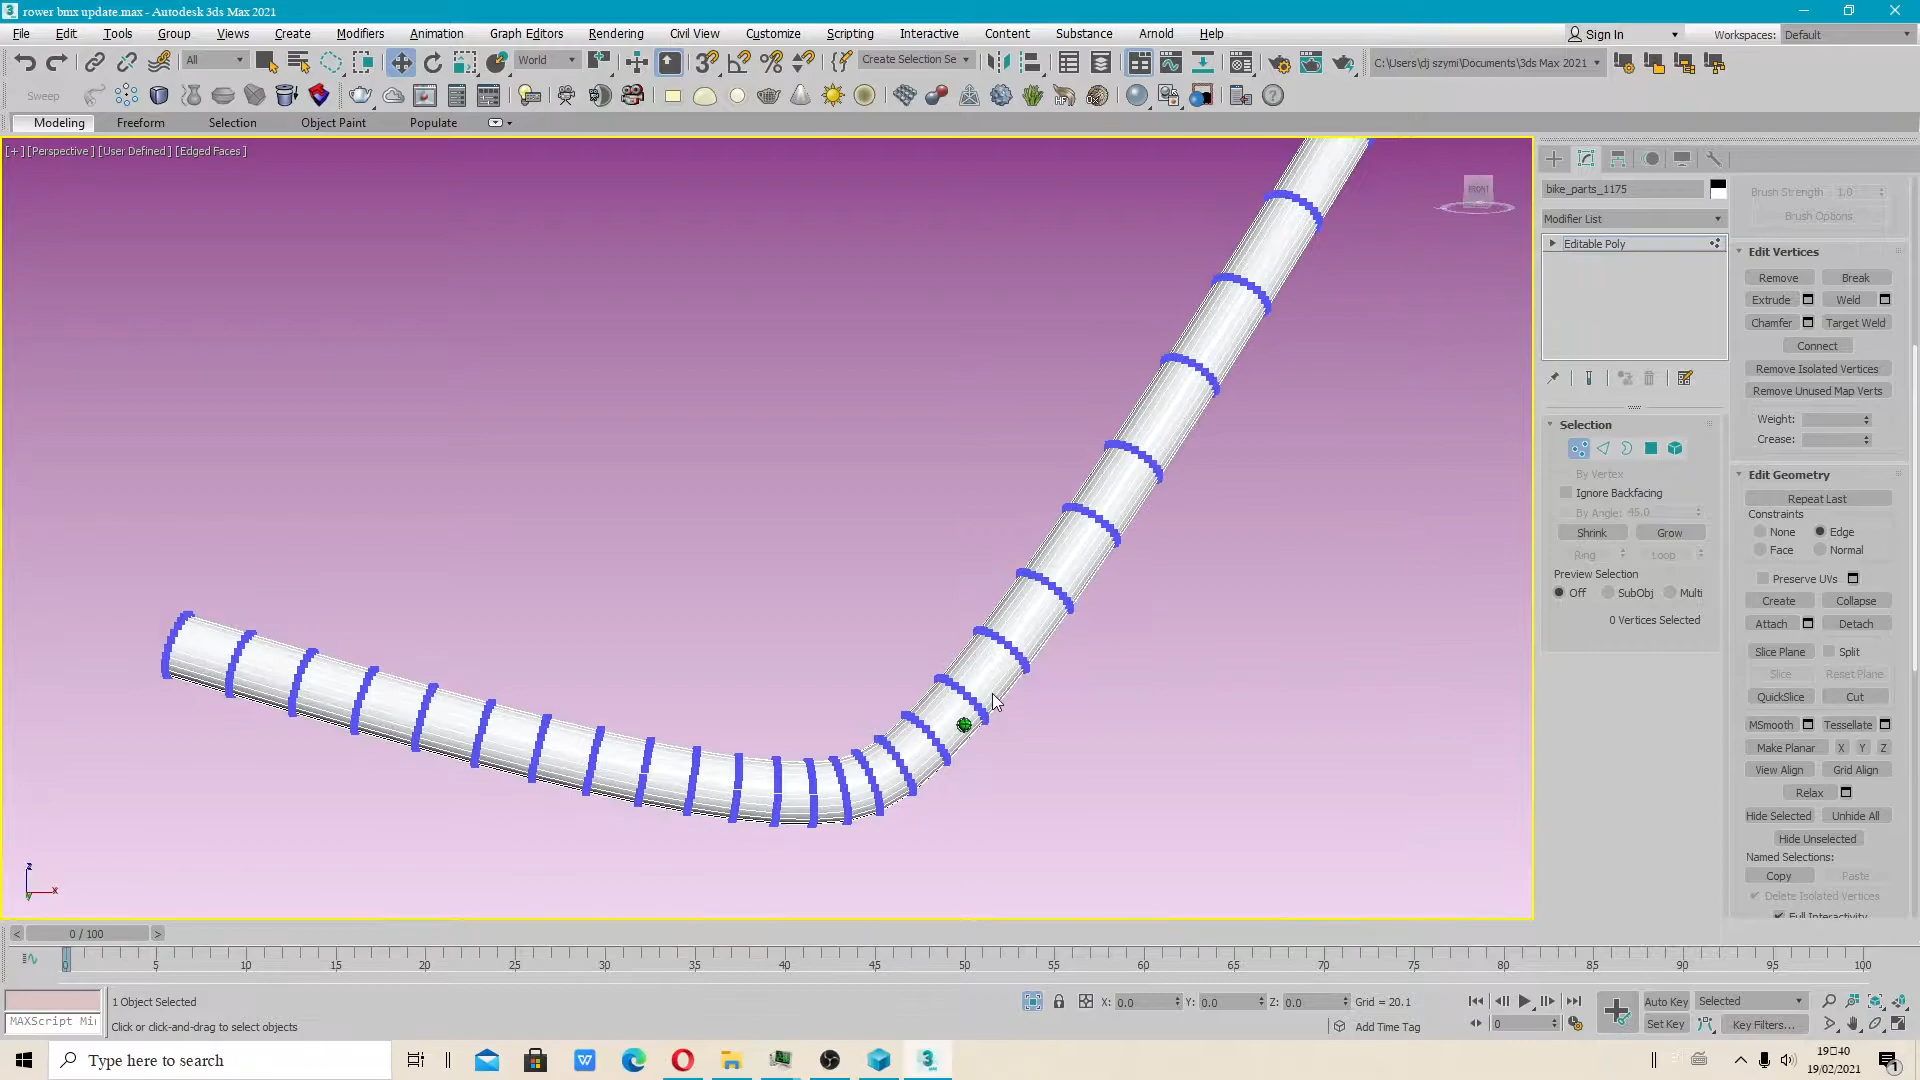 rower bmx update.max - Autodesk 3ds Max 2021
File Edit Tools Group Views Create Modifiers Animation Graph Editors Rendering Civil View Customize Scripting Interactive Content Substance Arnold Help Sign In Workspaces: Default
All World Create Selection Se C:\Users\dj szymi\Documents\3ds Max 2021
Sweep
Modeling Freeform Selection Object Paint Populate
[+] [Perspective] [User Defined] [Edged Faces]
FRONT
bike_parts_1175
Modifier List
Editable Poly
Selection
By Vertex
Ignore Backfacing
By Angle: 45.0
Shrink Grow
Ring Loop
Preview Selection
Off SubObj Multi
0 Vertices Selected
Brush Strength 1.0
Brush Options
Edit Vertices
Remove Break
Extrude Weld
Chamfer Target Weld
Connect
Remove Isolated Vertices
Remove Unused Map Verts
Weight:
Crease:
Edit Geometry
Repeat Last
Constraints
None Edge
Face Normal
Preserve UVs
Create Collapse
Attach Detach
Slice Plane Split
Slice Reset Plane
QuickSlice Cut
MSmooth Tessellate
Make Planar X Y Z
View Align Grid Align
Relax
Hide Selected Unhide All
Hide Unselected
Named Selections:
Copy Paste
Delete Isolated Vertices
Full Interactivity
z
x
y
< 0 / 100 >
0 5 10 15 20 25 30 35 40 45 50 55 60 65 70 75 80 85 90 95 100
1 Object Selected X: 0.0 Y: 0.0 Z: 0.0 Grid = 20.1 Auto Key Selected
MAXScript Mi Click or click-and-drag to select objects Add Time Tag 0 Set Key Key Filters...
Type here to search
19:40
19/02/2021